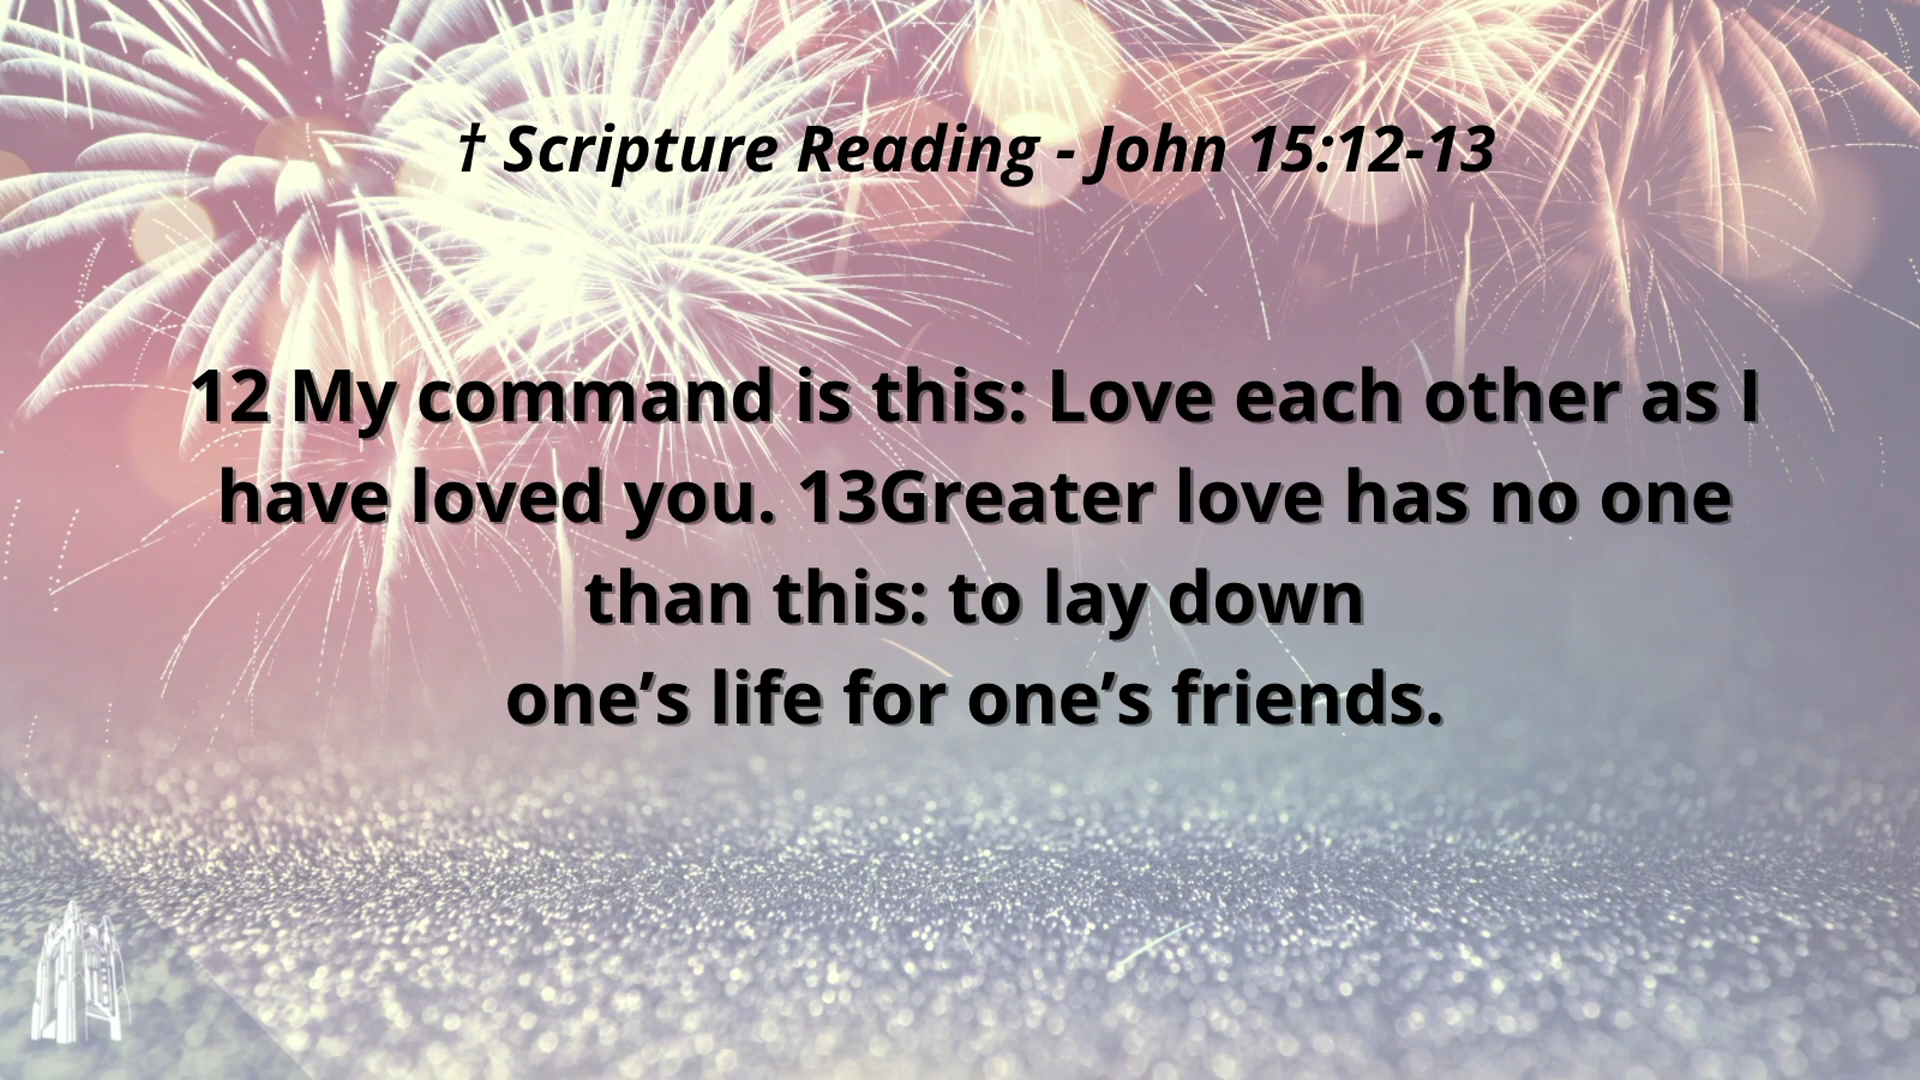 † Scripture Reading - John 15:12-13
12 My command is this: Love each other as I
have loved you. 13Greater love has no one
than this: to lay down
one’s life for one’s friends.